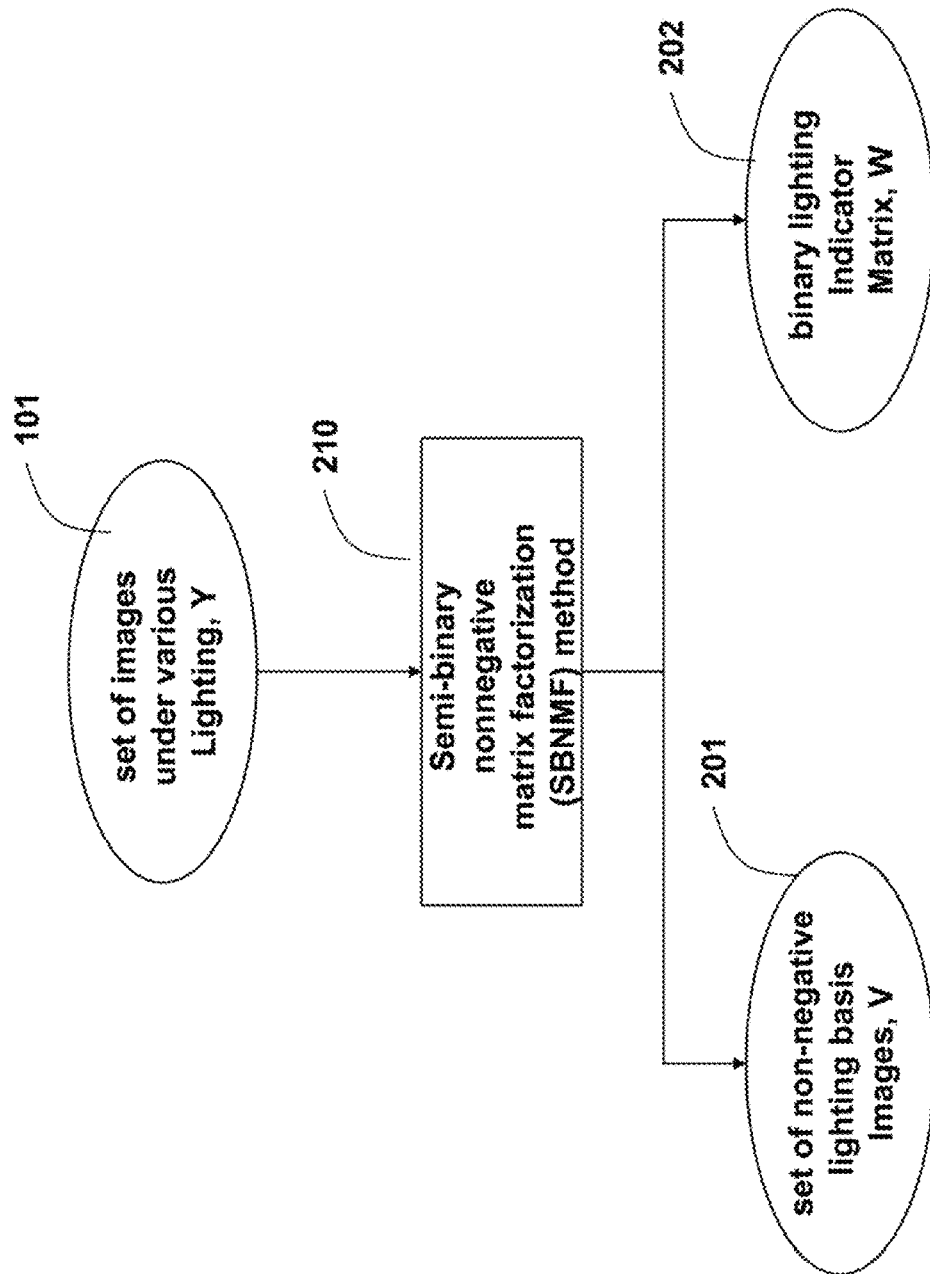 101
set of images
under various
Lighting, Y
210
Semi-binary
nonnegative
matrix factorization
(SBNMF) method
201
set of non-negative
lighting basis
Images, V
202
binary lighting
Indicator
Matrix, W